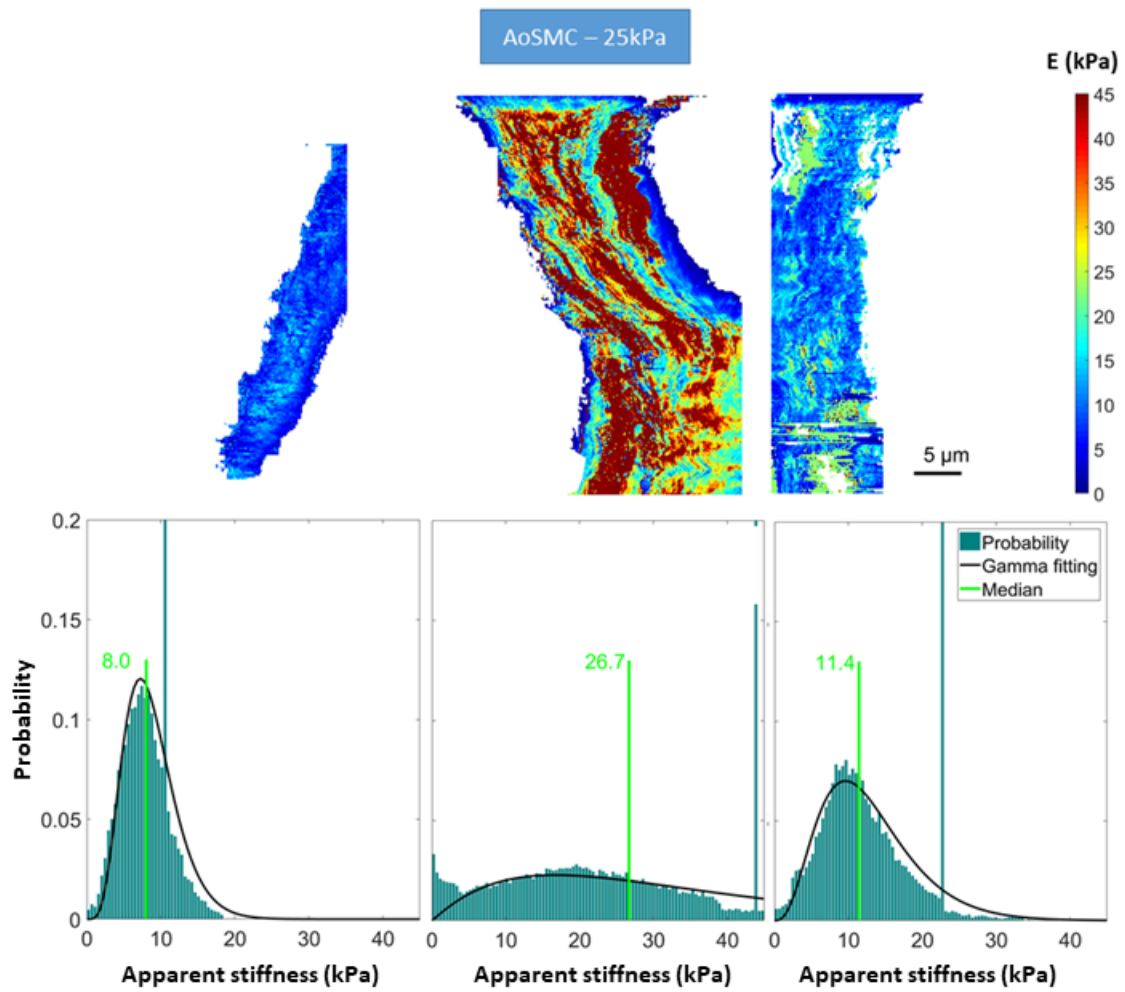 AoSMC – 25kPa
E (kPa)
45
40
35
30
25
20
15
10
5
0
5 µm
0.2
0.15
0.1
0.05
0
Probability
8.0
26.7
11.4
Probability
Gamma fitting
Median
0 20 40
0 10 20 30 40
0 10 20 30 40
Apparent stiffness (kPa)
Apparent stiffness (kPa)
Apparent stiffness (kPa)